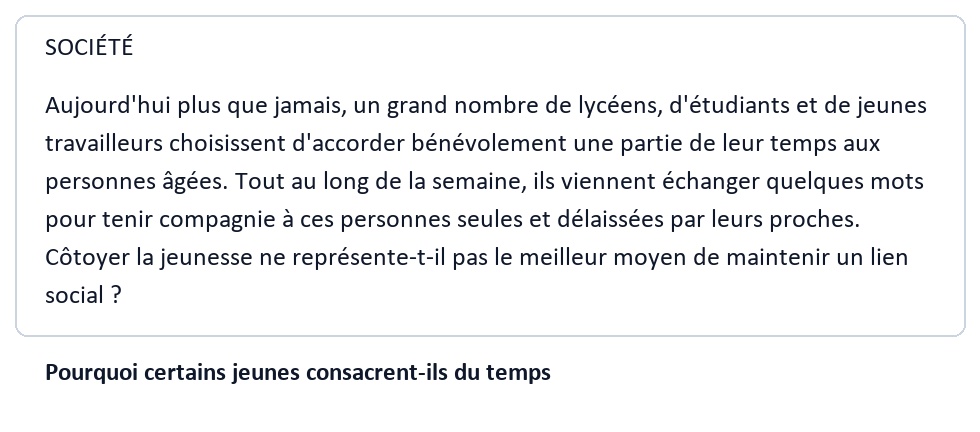 SOCIÉTÉ
Aujourd'hui plus que jamais, un grand nombre de lycéens, d'étudiants et de jeunes
travailleurs choisissent d'accorder bénévolement une partie de leur temps aux
personnes âgées. Tout au long de la semaine, ils viennent échanger quelques mots
pour tenir compagnie à ces personnes seules et délaissées par leurs proches.
Côtoyer la jeunesse ne représente-t-il pas le meilleur moyen de maintenir un lien
social ?
Pourquoi certains jeunes consacrent-ils du temps